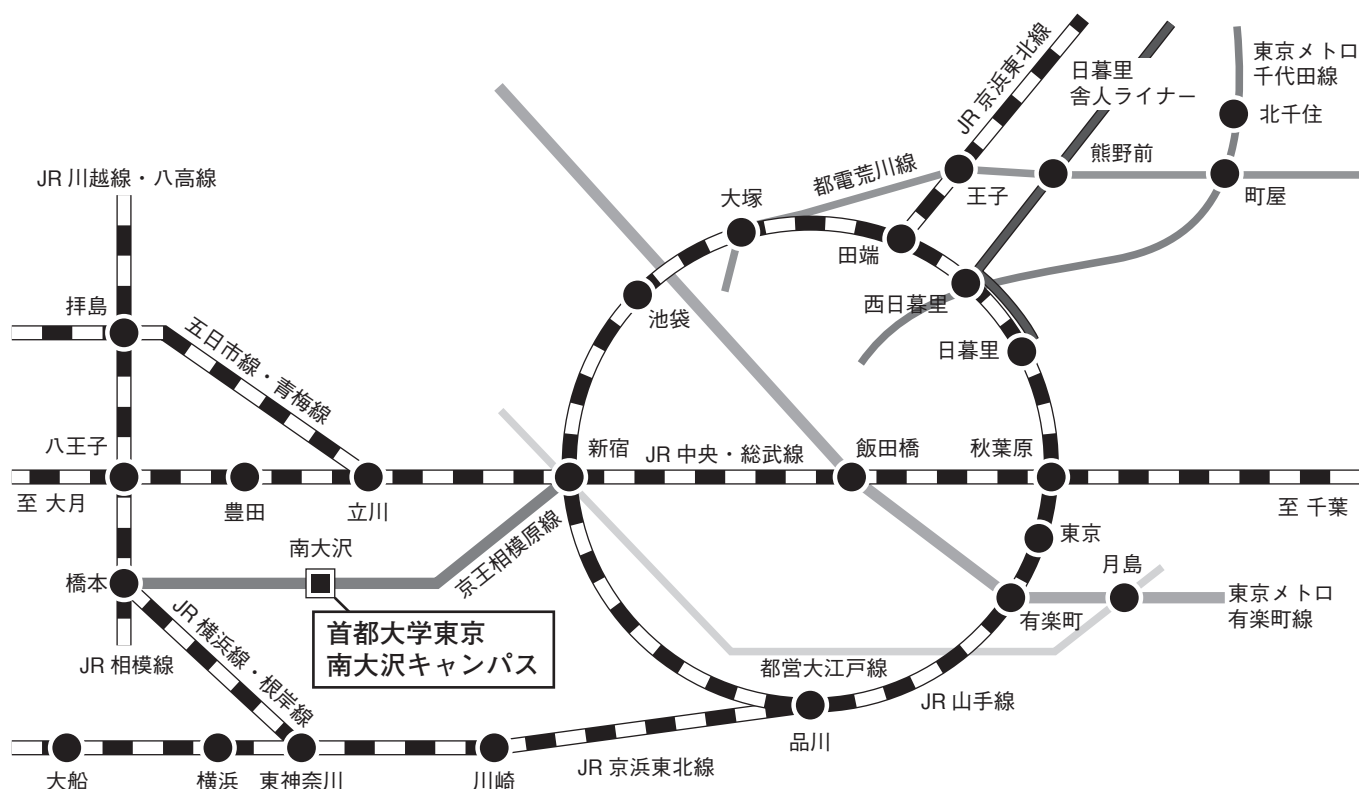 JR 京浜東北線
日暮里
舎人ライナー
東京メトロ
千代田線
北千住
JR 川越線・八高線
大塚
都電荒川線
王子
熊野前
町屋
田端
拝島
五日市線・青梅線
池袋
西日暮里
日暮里
八王子
新宿
JR 中央・総武線
飯田橋
秋葉原
至 大月
豊田
立川
至 千葉
南大沢
京王相模原線
東京
月島
橋本
首都大学東京
南大沢キャンパス
有楽町
東京メトロ
有楽町線
JR 相模線
JR 横浜線・根岸線
都営大江戸線
JR 山手線
品川
大船
横浜
東神奈川
川崎
JR 京浜東北線